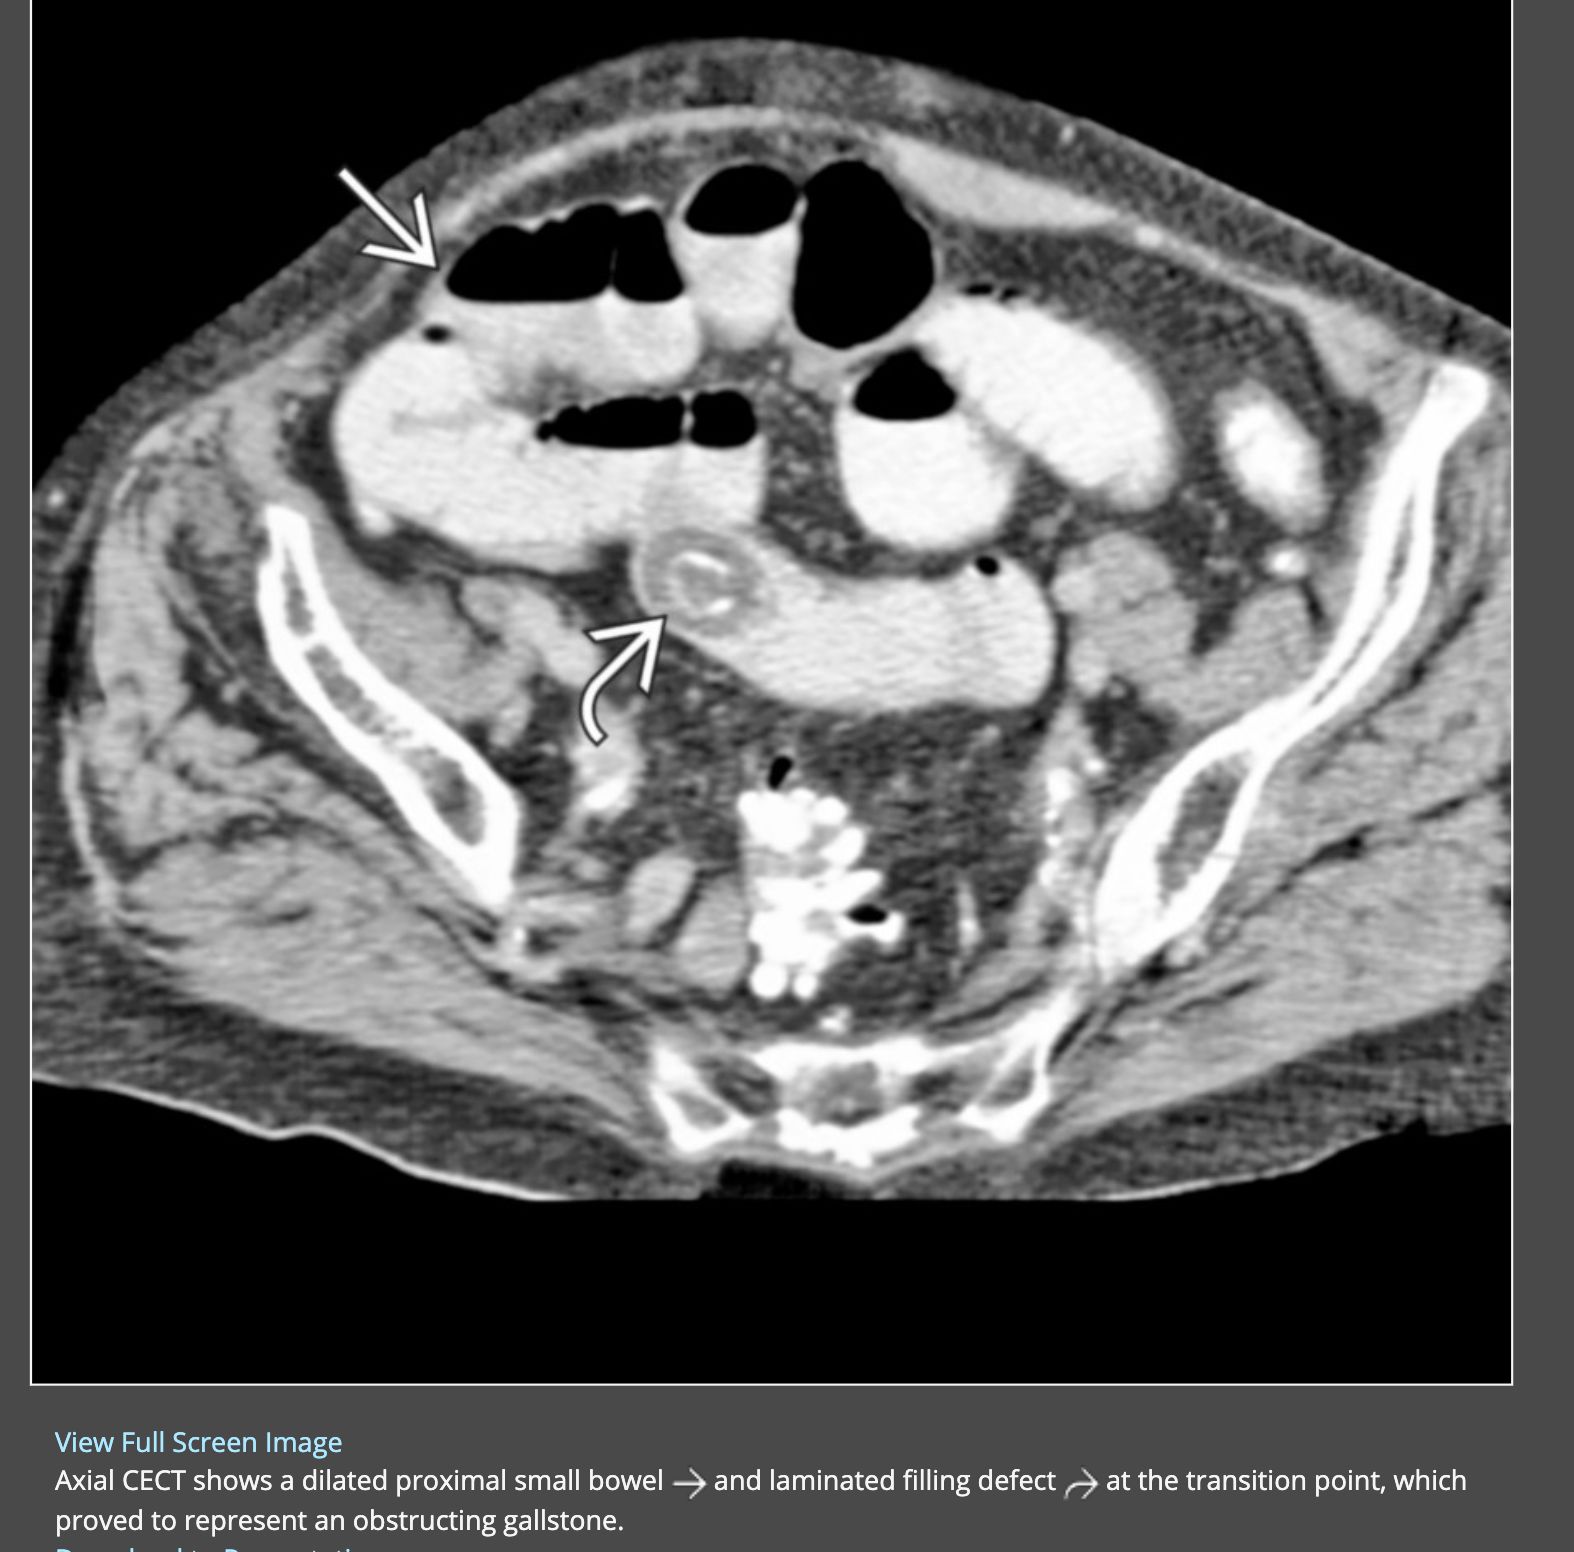 View Full Screen Image
Axial CECT shows a dilated proximal small bowel → and laminated filling defect ↷ at the transition point, which
proved to represent an obstructing gallstone.